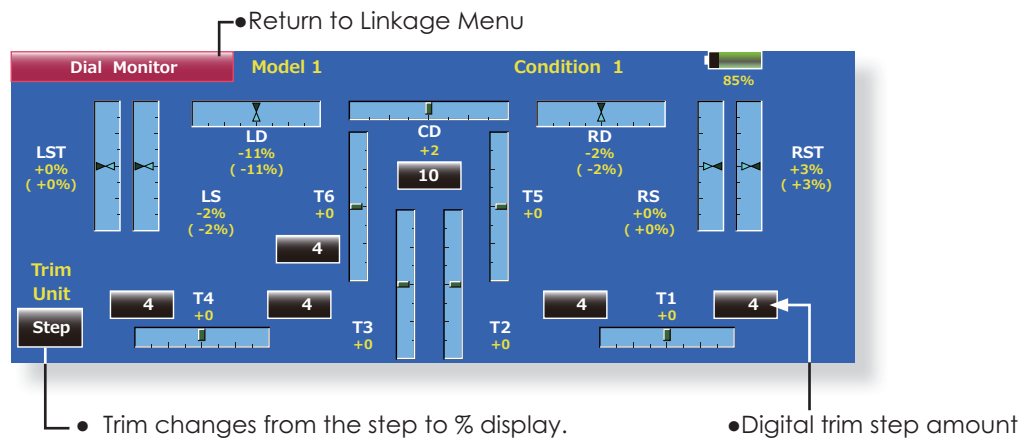 ●Return to Linkage Menu
Dial Monitor
Model 1
Condition 1
85%
LST
+0%
( +0%)
LD
-11%
( -11%)
LS
-2%
( -2%)
CD
+2
10
RD
-2%
( -2%)
RS
+0%
( +0%)
RST
+3%
( +3%)
T6
+0
4
T5
+0
Trim
Unit
Step
4
T4
+0
4
T3
+0
T2
+0
4
T1
+0
4
● Trim changes from the step to % display.
●Digital trim step amount